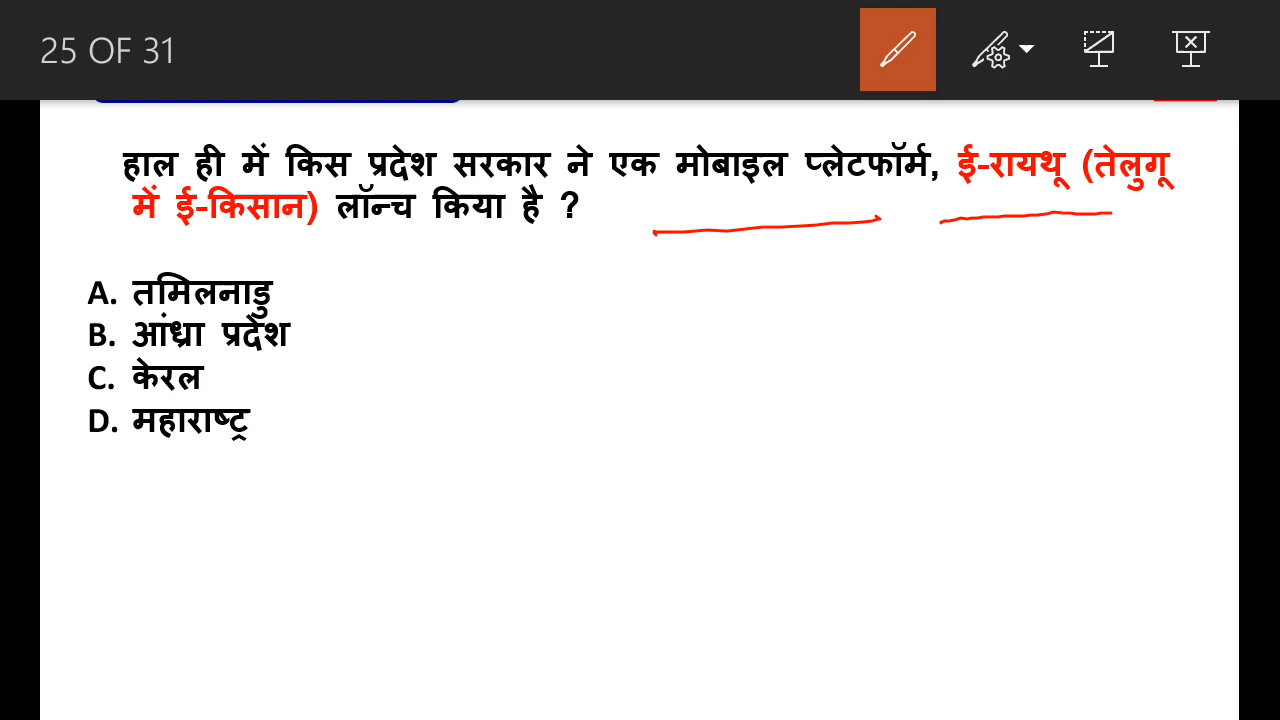 25 OF 31
हाल ही में किस प्रदेश सरकार ने एक मोबाइल प्लेटफॉर्म, ई-रायथू (तेलुगू
में ई-किसान) लॉन्च किया है ?
A. तमिलनाडु
B. आंध्रा प्रदेश
C. केरल
D. महाराष्ट्र